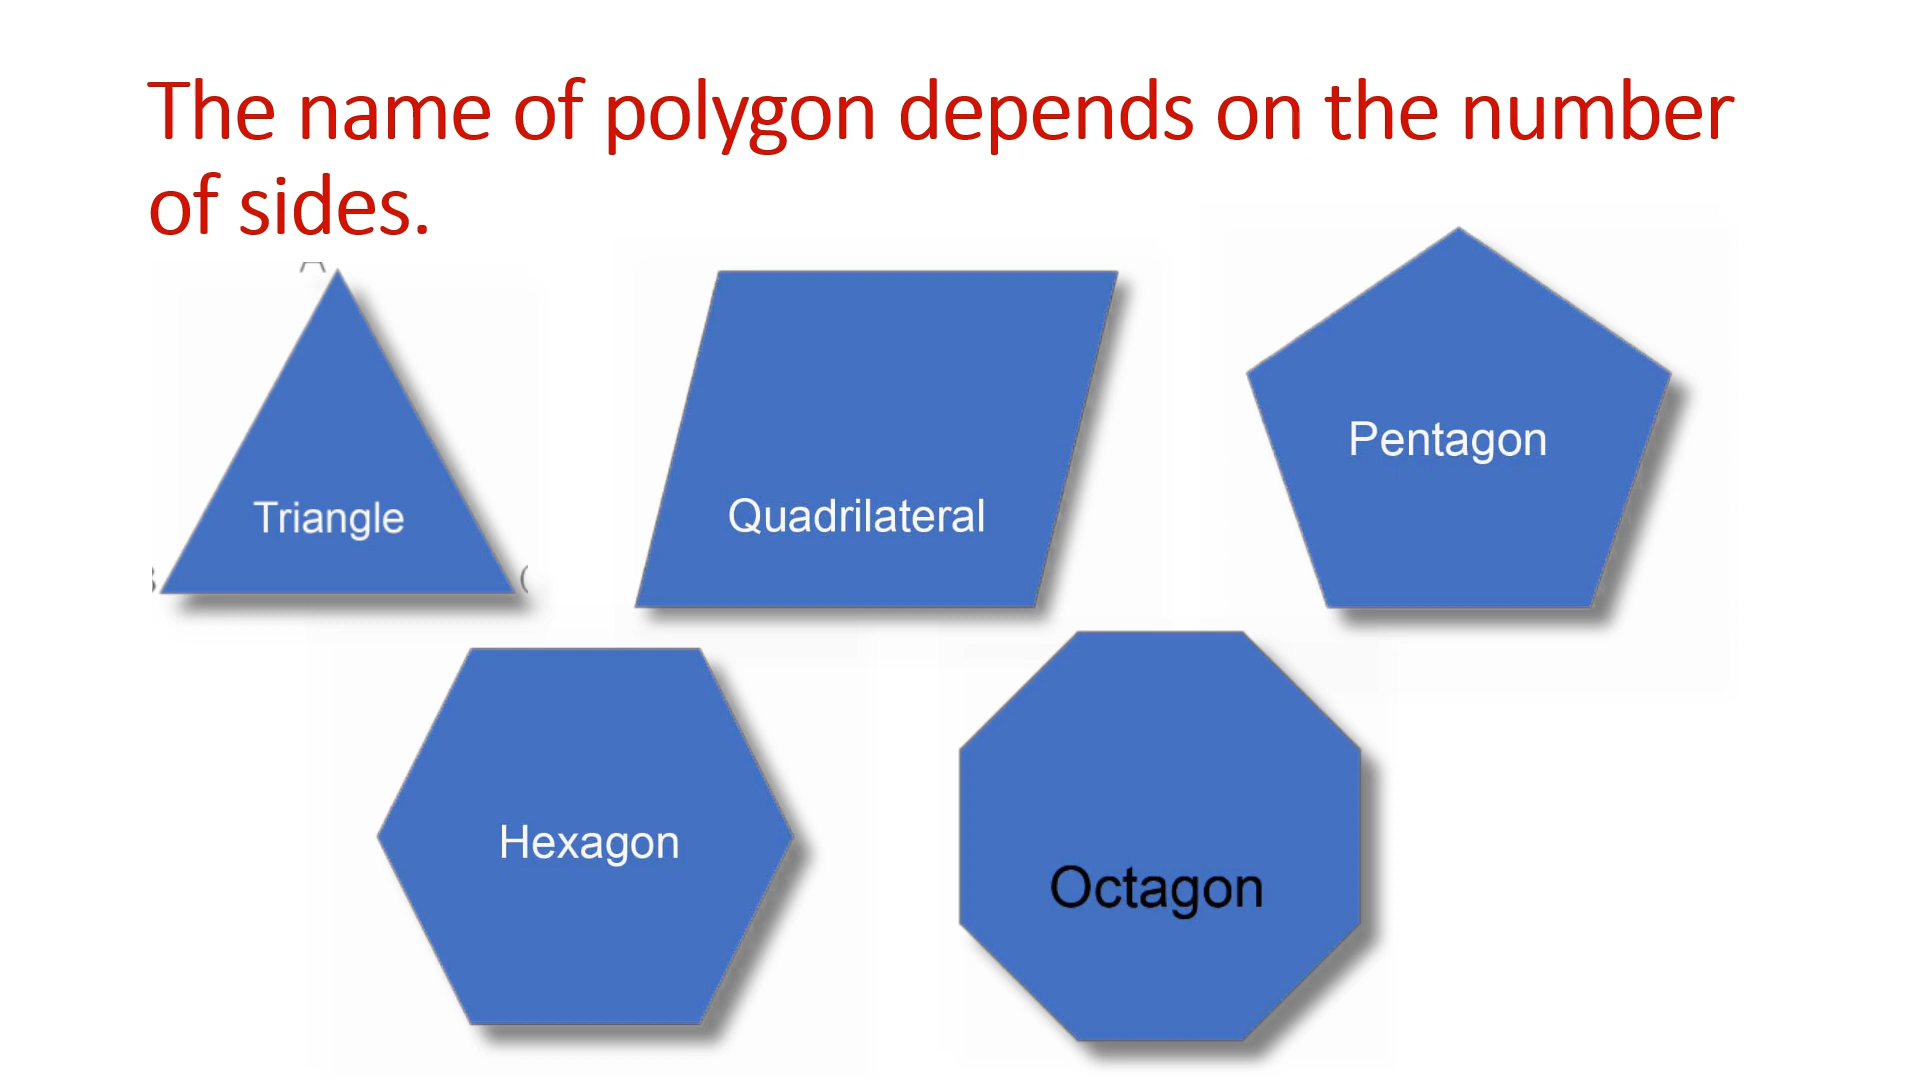 The name of polygon depends on the number
of sides.
Triangle
Quadrilateral
Pentagon
Hexagon
Octagon